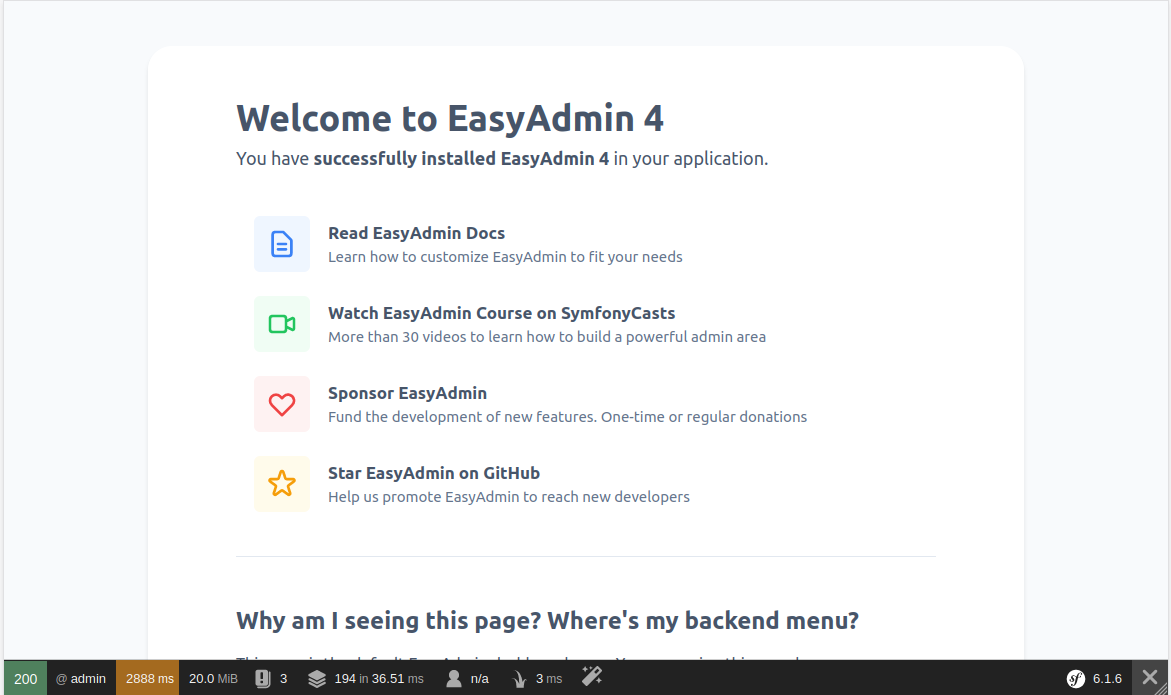 Welcome to EasyAdmin 4
You have successfully installed EasyAdmin 4 in your application.
Read EasyAdmin Docs
Learn how to customize EasyAdmin to fit your needs
Watch EasyAdmin Course on SymfonyCasts
More than 30 videos to learn how to build a powerful admin area
Sponsor EasyAdmin
Fund the development of new features. One-time or regular donations
Star EasyAdmin on GitHub
Help us promote EasyAdmin to reach new developers
Why am I seeing this page? Where's my backend menu?
200 @ admin 2888 ms 20.0 MiB 3 194 in 36.51 ms n/a 3 ms sf 6.1.6